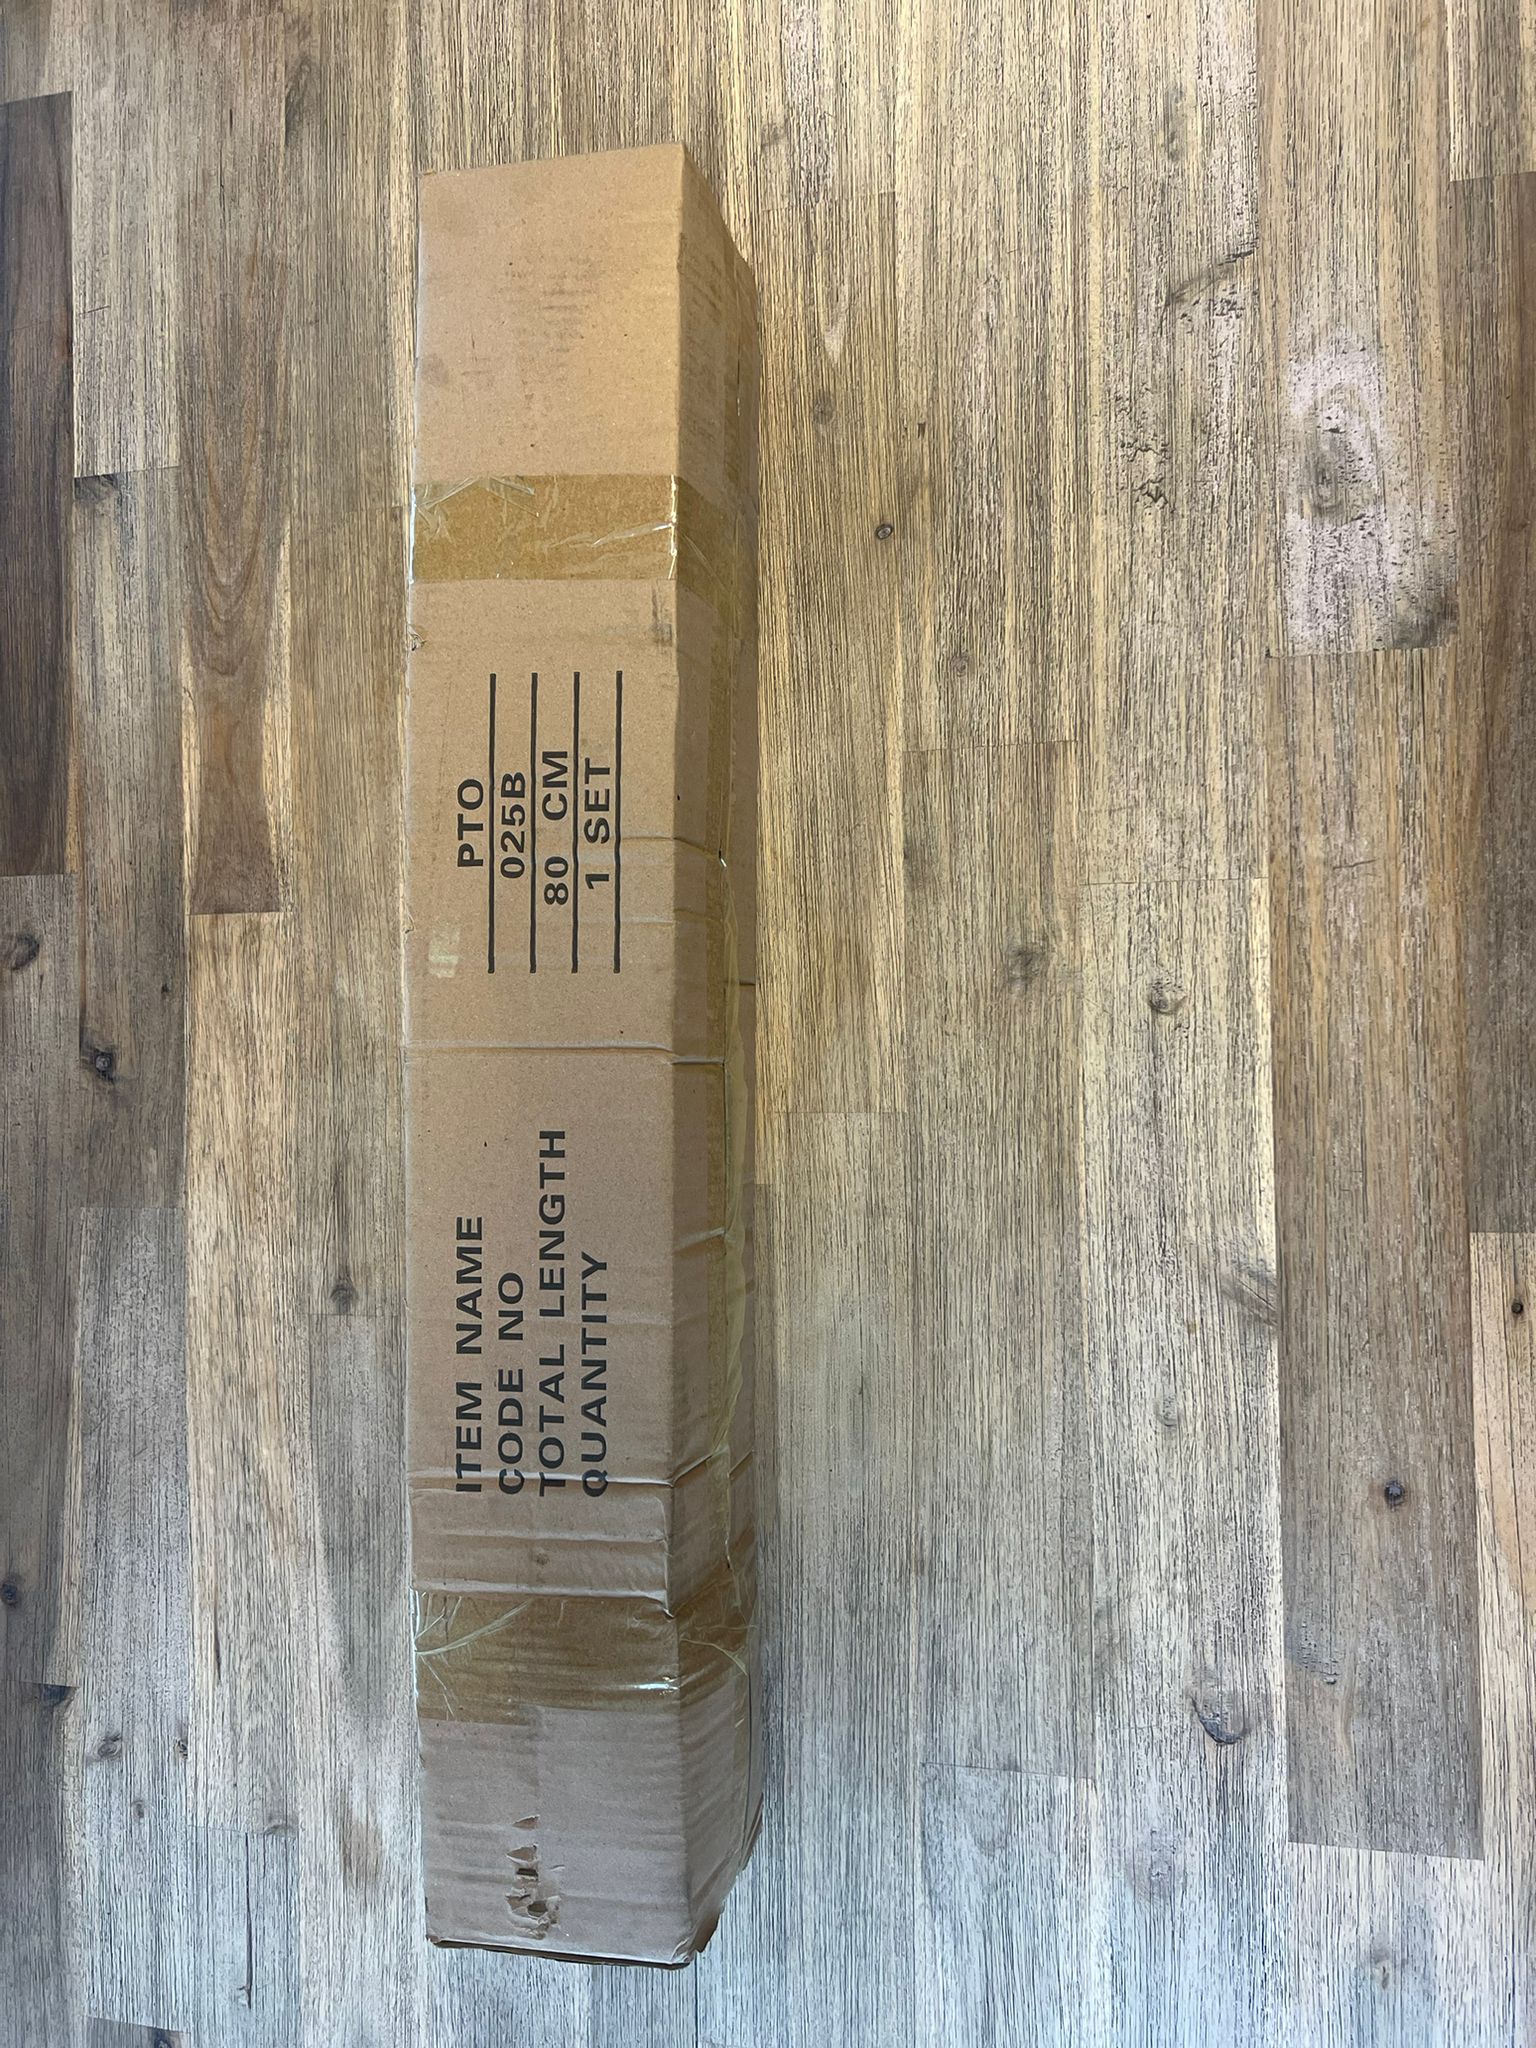 ITEM NAME PTO
CODE NO 025B
TOTAL LENGTH 80 CM
QUANTITY 1 SET